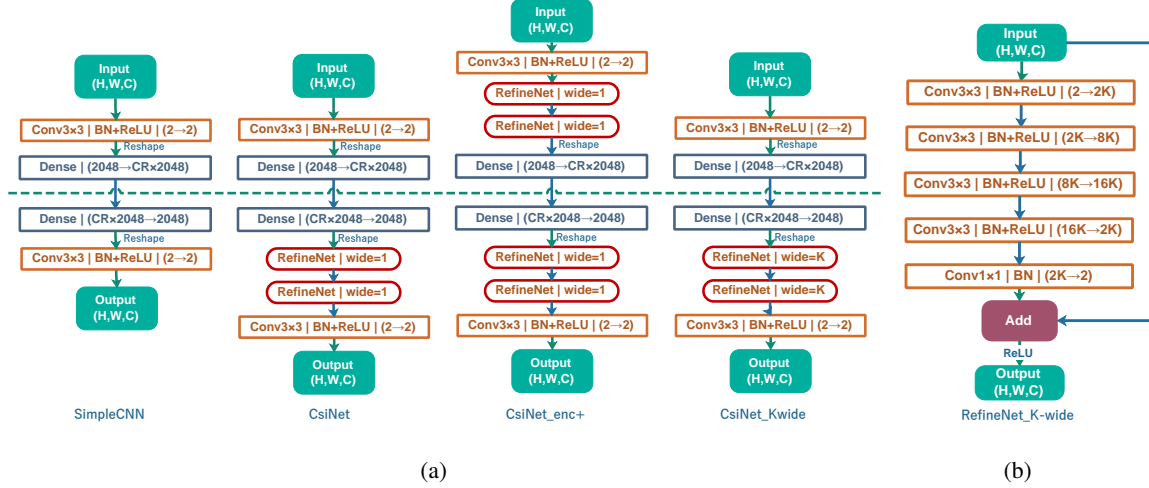 Input
(H,W,C)
Conv3×3 | BN+ReLU | (2→2)
Reshape
Dense | (2048→CR×2048)
Dense | (CR×2048→2048)
Reshape
Conv3×3 | BN+ReLU | (2→2)
Output
(H,W,C)
SimpleCNN
Input
(H,W,C)
Conv3×3 | BN+ReLU | (2→2)
Reshape
Dense | (2048→CR×2048)
Dense | (CR×2048→2048)
Reshape
RefineNet | wide=1
RefineNet | wide=1
Conv3×3 | BN+ReLU | (2→2)
Output
(H,W,C)
CsiNet
Input
(H,W,C)
Conv3×3 | BN+ReLU | (2→2)
RefineNet | wide=1
RefineNet | wide=1
Reshape
Dense | (2048→CR×2048)
Dense | (CR×2048→2048)
Reshape
RefineNet | wide=1
RefineNet | wide=1
Conv3×3 | BN+ReLU | (2→2)
Output
(H,W,C)
CsiNet_enc+
Input
(H,W,C)
Conv3×3 | BN+ReLU | (2→2)
Reshape
Dense | (2048→CR×2048)
Dense | (CR×2048→2048)
Reshape
RefineNet | wide=K
RefineNet | wide=K
Conv3×3 | BN+ReLU | (2→2)
Output
(H,W,C)
CsiNet_Kwide
(a)
Input
(H,W,C)
Conv3×3 | BN+ReLU | (2→2K)
Conv3×3 | BN+ReLU | (2K→8K)
Conv3×3 | BN+ReLU | (8K→16K)
Conv3×3 | BN+ReLU | (16K→2K)
Conv1×1 | BN | (2K→2)
Add
ReLU
Output
(H,W,C)
RefineNet_K-wide
(b)